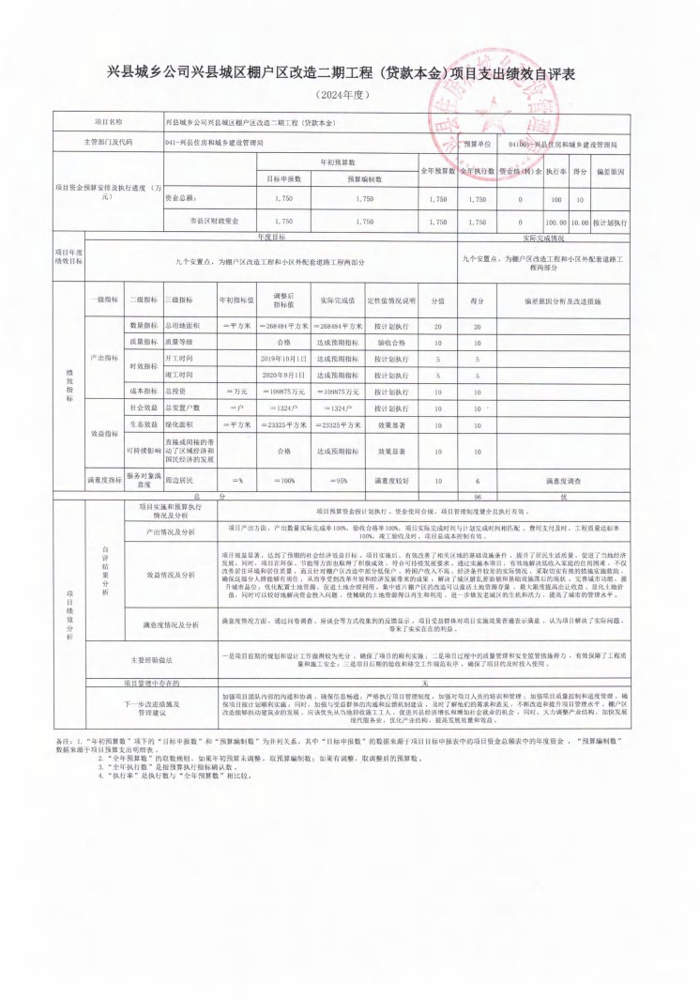 兴县城乡公司兴县城区棚户区改造二期工程（贷款本金）项目支出绩效自评表
（2024年度）
项目名称 兴县城乡公司兴县城区棚户区改造二期工程（贷款本金）
主管部门及代码 041-兴县住房和城乡建设管理局 预算单位 041001-兴县住房和城乡建设管理局
项目资金预算安排及执行进度（万元） 年初预算数 全年预算数 全年执行数 资金结(转)余 执行率 得分 偏差原因
目标申报数 预算编制数
资金总额： 1,750 1,750 1,750 1,750 0 100 10
市县区财政资金 1,750 1,750 1,750 1,750 0 100.00 10.00 按计划执行
项目年度绩效目标 年度目标 实际完成情况
九个安置点、为棚户区改造工程和小区外配套道路工程两部分 九个安置点、为棚户区改造工程和小区外配套道路工程两部分
绩效指标 一级指标 二级指标 三级指标 年初指标值 调整后指标值 实际完成值 定性值情况说明 分值 得分 偏差原因分析及改进措施
产出指标 数量指标 总用地面积 =平方米 =268484平方米 =268484平方米 按计划执行 20 20
质量指标 质量等级 合格 达成预期指标 验收合格 10 10
时效指标 开工时间 2019年10月1日 达成预期指标 按计划执行 5 5
竣工时间 2020年9月1日 达成预期指标 按计划执行 5 5
成本指标 总投资 =万元 =109875万元 =109875万元 按计划执行 10 10
效益指标 社会效益 总安置户数 =户 =1324户 =1324户 按计划执行 10 10
生态效益 绿化面积 =平方米 =23325平方米 =23325平方米 效果显著 10 10
可持续影响 直接或间接的带动了区域经济和国民经济的发展 合格 达成预期指标 效果显著 10 10
满意度指标 服务对象满意度 周边居民 =% =100% =95% 满意度较好 10 6 满意度调查
总 分 96 优
项目绩效分析 自评结果分析 项目实施和预算执行情况及分析 项目预算资金按计划执行，资金使用合规，项目管理制度健全且执行有效。
产出情况及分析 项目产出方面，产出数量实际完成率100%，验收合格率100%，项目实际完成时间与计划完成时间相匹配，费用支付及时，工程质量达标率
100%，竣工验收及时，项目总成本控制有效。
效益情况及分析 项目效益显著，达到了预期的社会经济效益目标，项目实施后，有效改善了相关区域的基础设施条件，提升了居民生活质量，促进了当地经济
发展。同时，项目在环保、节能等方面也取得了积极成效，符合可持续发展要求。通过实施本项目，有效地解决低收入家庭的住房困难，不仅
改善居住环境和居住质量，而且针对棚户区改造中部分低保户、特困户收入不高、经济条件较差的实际情况，采取切实有效的措施实施救助，
确保这部分人群能够有房住，从而享受到改革开放和经济发展带来的成果；解决了城区脏乱差面貌和基础设施落后的现状，完善城市功能，提
升城市品位；优化配置土地资源，促进土地合理利用。集中连片棚户区的改造可以盘活土地资源存量，最大限度提高出让收益，显化土地价
值，同时可以较好地解决资金投入问题，使稀缺的土地资源得以再生和利用。进一步焕发老城区的生机和活力，提高了城市的管理水平。
满意度情况及分析 满意度情况方面，通过问卷调查、座谈会等方式收集到的反馈显示，项目受益群体对项目实施效果普遍表示满意，认为项目解决了实际问题，
带来了实实在在的利益。
主要经验做法 一是项目前期的规划和设计工作做得较为充分，确保了项目的顺利实施；二是项目过程中的质量管理和安全监管措施得力，有效保障了工程质
量和施工安全；三是项目后期的验收和移交工作规范有序，确保了项目的及时投入使用。
项目管理中存在的 无
下一步改进措施及管理建议 加强项目团队内部的沟通和协调，确保信息畅通；严格执行项目管理制度，加强对项目人员的培训和管理；加强项目质量控制和进度管理，确
保项目按计划顺利实施；同时，加强与受益群体的沟通和反馈机制建设，及时了解他们的需求和意见，不断改进和提升项目管理水平。棚户区
改造能够拉动建筑业的发展，应该优先从当地招收施工工人，促进兴县经济增长和增加社会就业的机会，同时，大力调整产业结构，加快发展
现代服务业，优化产业结构，提高发展质量和效益。
备注：1.“年初预算数”项下的“目标申报数”和“预算编制数”为并列关系，其中“目标申报数”的数据来源于项目目标申报表中的项目资金总额表中的年度资金，“预算编制数”
数据来源于项目预算支出明细表。
2.“全年预算数”的取数规则，如果年初预算未调整，取预算编制数；如果有调整，取调整后的预算数。
3.“全年执行数”是指预算执行指标确认数。
4.“执行率”是执行数与“全年预算数”相比较。